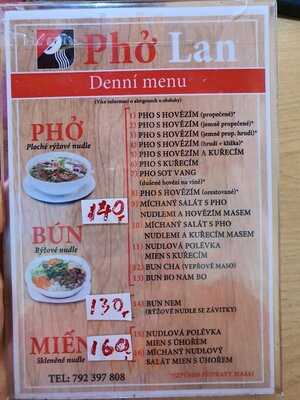 Phở Lan
Denní menu
(Více informací o alergenech u obsluhy)
PHỞ
Ploché rýžové nudle
1) PHO S HOVĚZÍM (propečené)*
2) PHO S HOVĚZÍM (jemně propečené)*
3) PHO S HOVĚZÍM (jemně prop. hrudí)*
4) PHO S HOVĚZÍM (hrudí + kližka)*
5) PHO S HOVĚZÍM A KUŘECÍM
6) PHO S KUŘECÍM
7) PHO SOT VANG
(dušené hovězí na víně)*
8) PHO S HOVĚZÍM (orestované)*
9) MÍCHANÝ SALÁT S PHO
NUDLEMI A HOVĚZÍM MASEM
10) MÍCHANÝ SALÁT S PHO
NUDLEMI A KUŘECÍM MASEM
11) NUDLOVÁ POLÉVKA
MIEN S KUŘECÍM
12) BUN CHA (VEPŘOVÉ MASO)
13) BUN BO NAM BO
140,
BÚN
Rýžové nudle
14) BUN NEM
(RÝŽOVÉ NUDLE SE ZÁVITKY)
130,
MIẾN
Skleněné nudle
160,
15) NUDLOVÁ POLÉVKA
MIEN S ÚHOŘEM
16) MÍCHANÝ NUDLOVÝ
SALÁT MIEN S ÚHOŘEM
TEL: 792 397 808